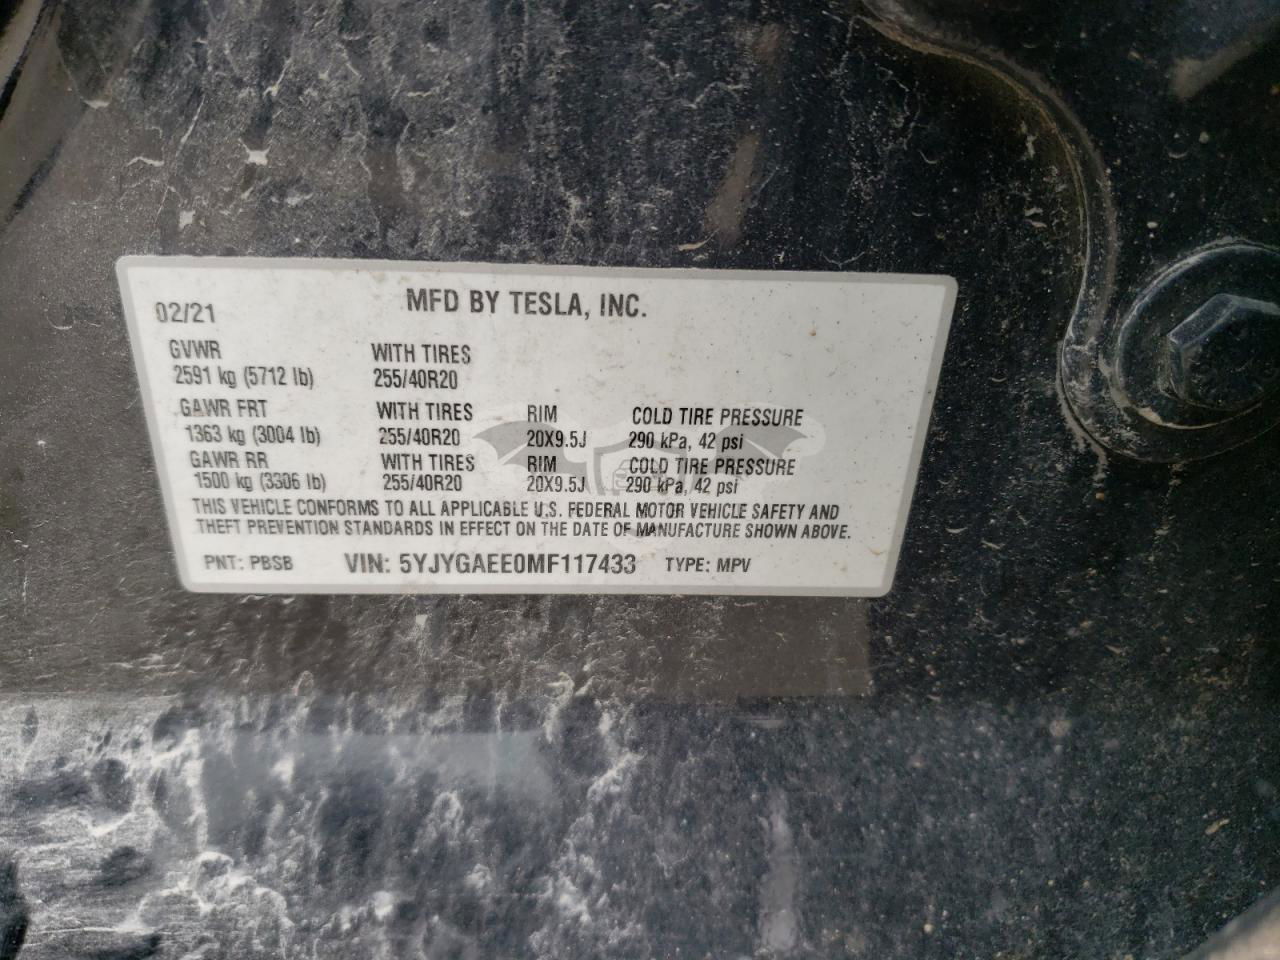 02/21 MFD BY TESLA, INC.
GVWR WITH TIRES
2591 kg (5712 lb) 255/40R20
GAWR FRT WITH TIRES RIM COLD TIRE PRESSURE
1363 kg (3004 lb) 255/40R20 20X9.5J 290 kPa, 42 psi
GAWR RR WITH TIRES RIM COLD TIRE PRESSURE
1500 kg (3306 lb) 255/40R20 20X9.5J 290 kPa, 42 psi
THIS VEHICLE CONFORMS TO ALL APPLICABLE U.S. FEDERAL MOTOR VEHICLE SAFETY AND
THEFT PREVENTION STANDARDS IN EFFECT ON THE DATE OF MANUFACTURE SHOWN ABOVE.
PNT: PBSB VIN: 5YJYGAEE0MF117433 TYPE: MPV